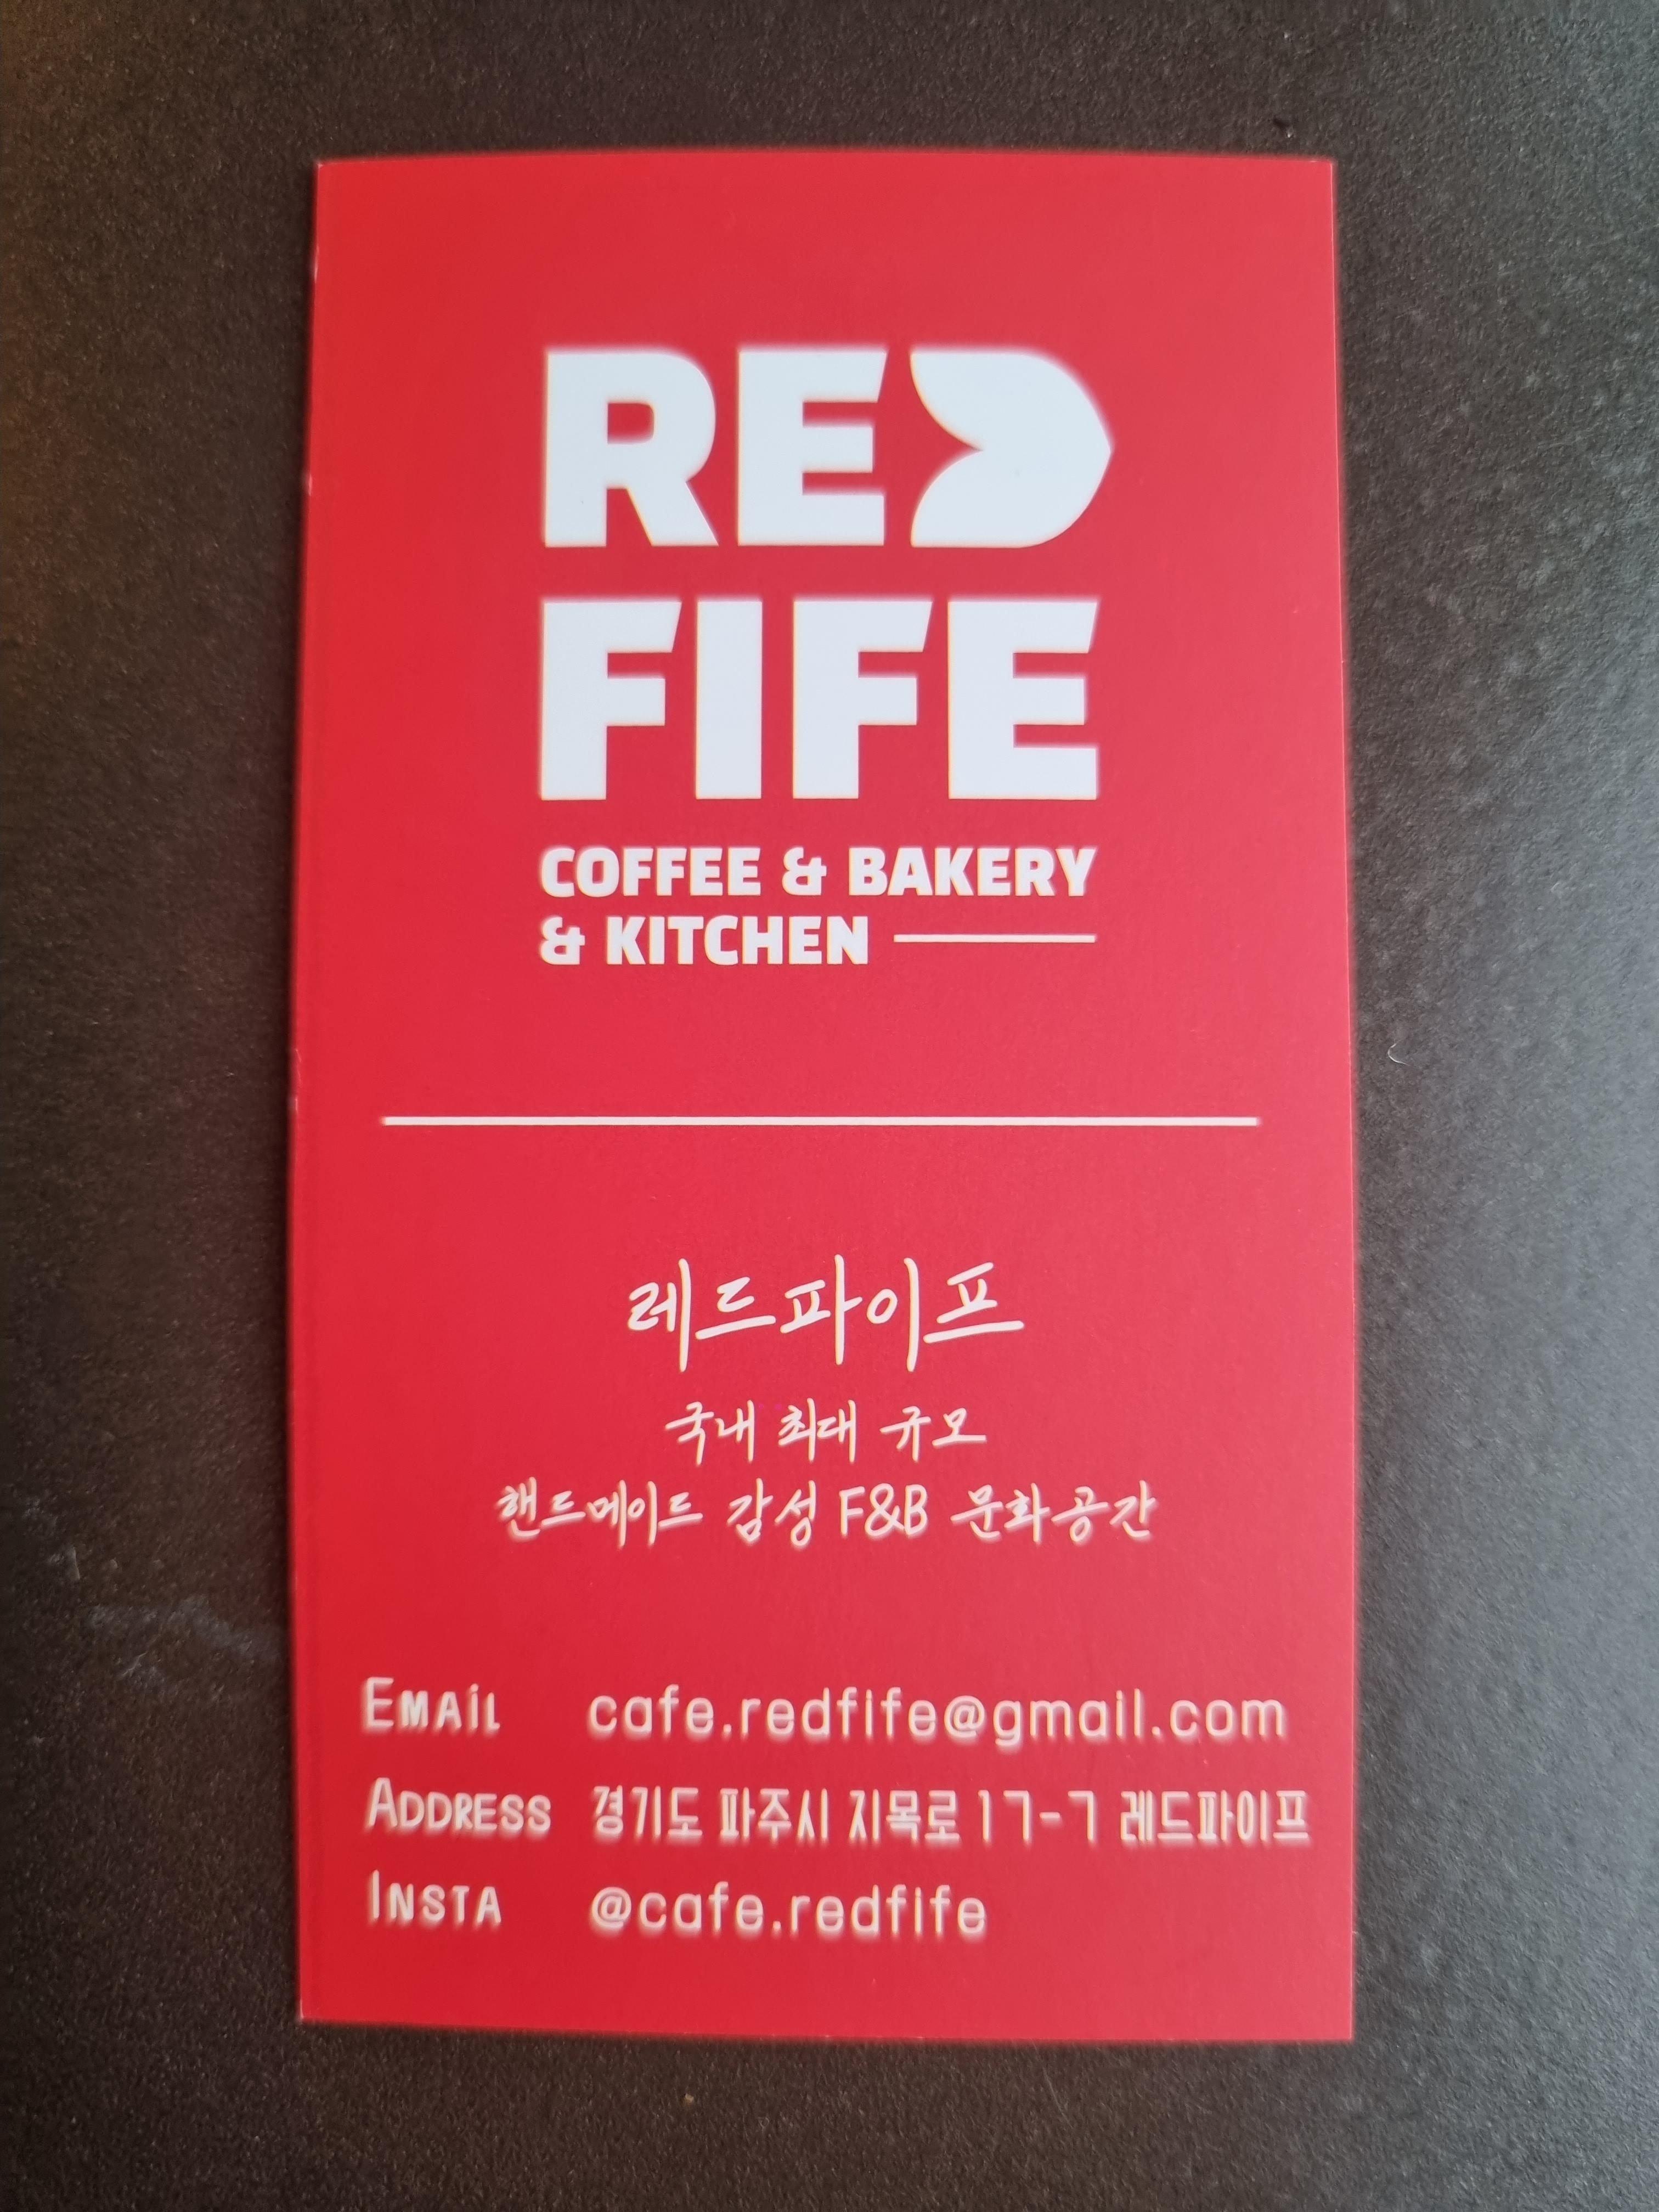 RED
FIFE
COFFEE & BAKERY
& KITCHEN
레드파이프
국내 최대 규모
핸드메이드 감성 F&B 문화공간
EMAiL cafe.redfife@gmail.com
ADDRESS 경기도 파주시 지목로 17-7 레드파이프
INSTA @cafe.redfife